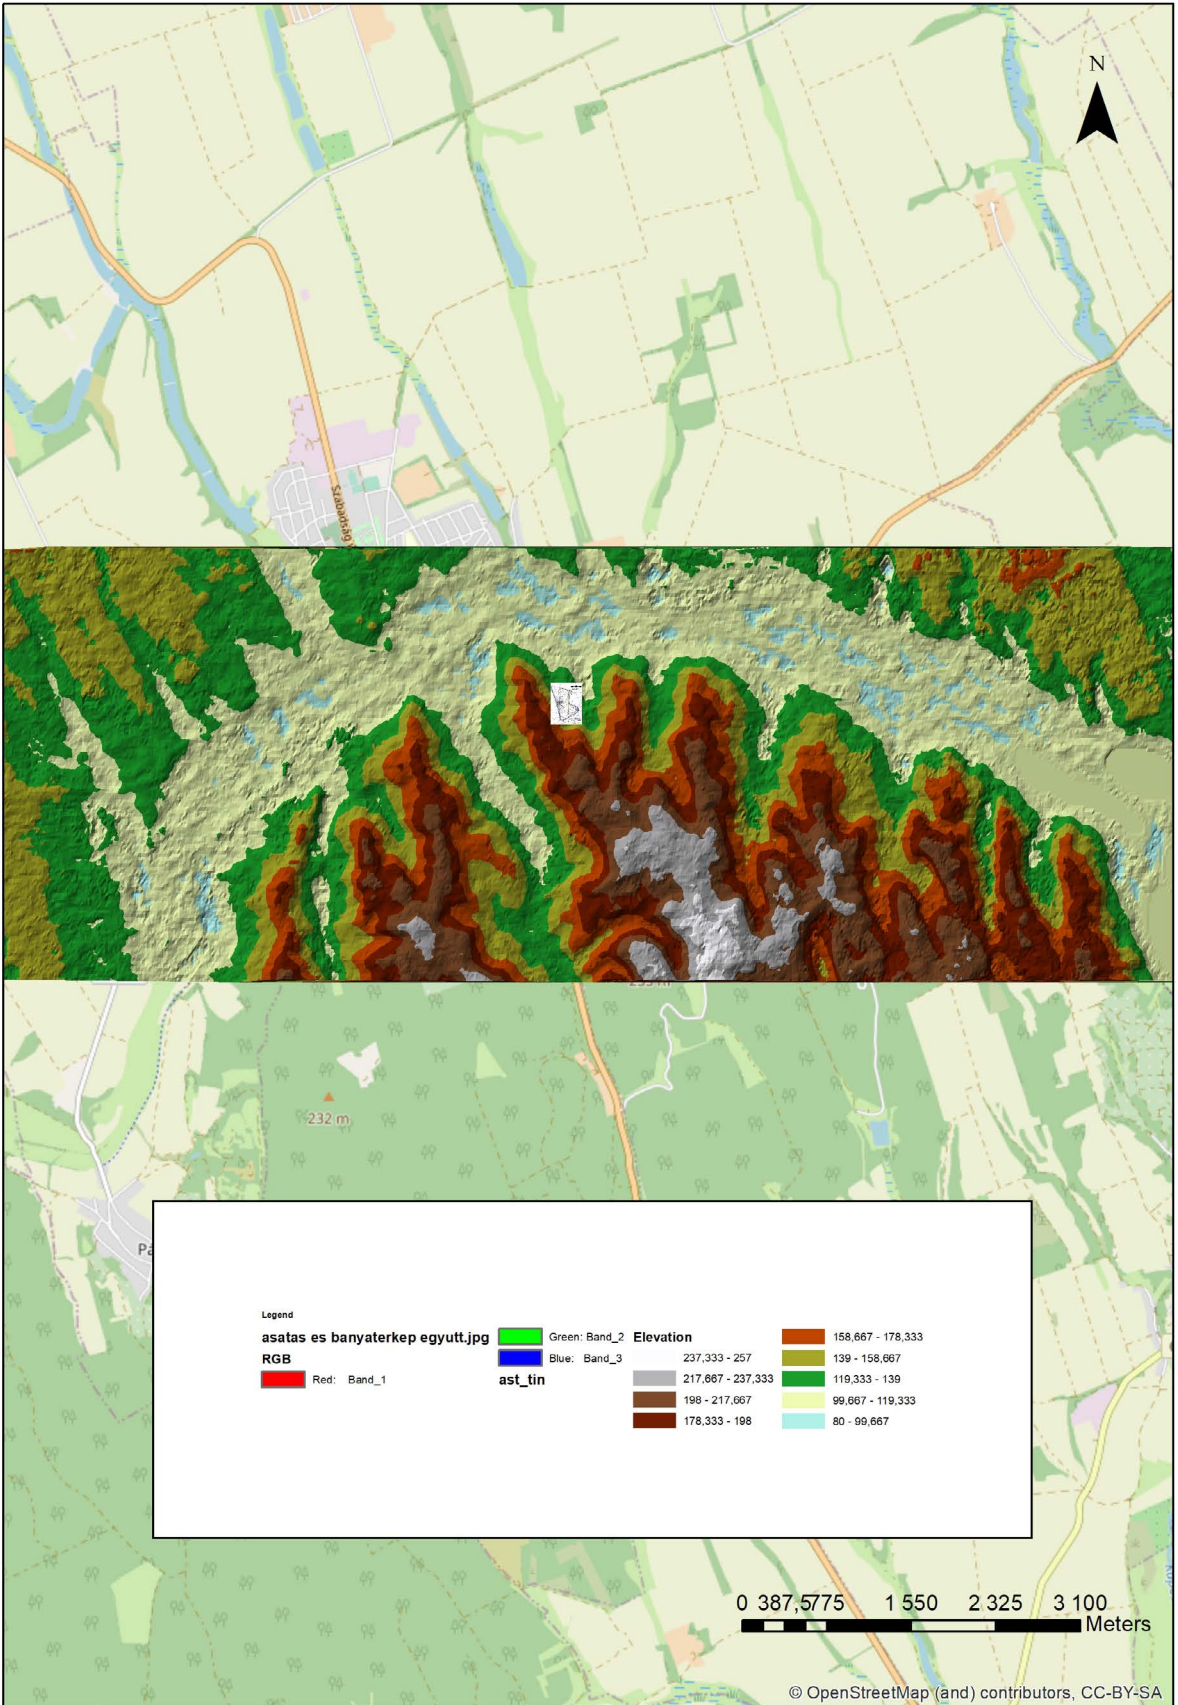 N
Szabadság
232 m
Legend
asatas es banyaterkep egyutt.jpg
RGB
Red: Band_1
Green: Band_2
Blue: Band_3
ast_tin
Elevation
237,333 - 257
217,667 - 237,333
198 - 217,667
178,333 - 198
158,667 - 178,333
139 - 158,667
119,333 - 139
99,667 - 119,333
80 - 99,667
0 387,5775 1 550 2 325 3 100
Meters
© OpenStreetMap (and) contributors, CC-BY-SA